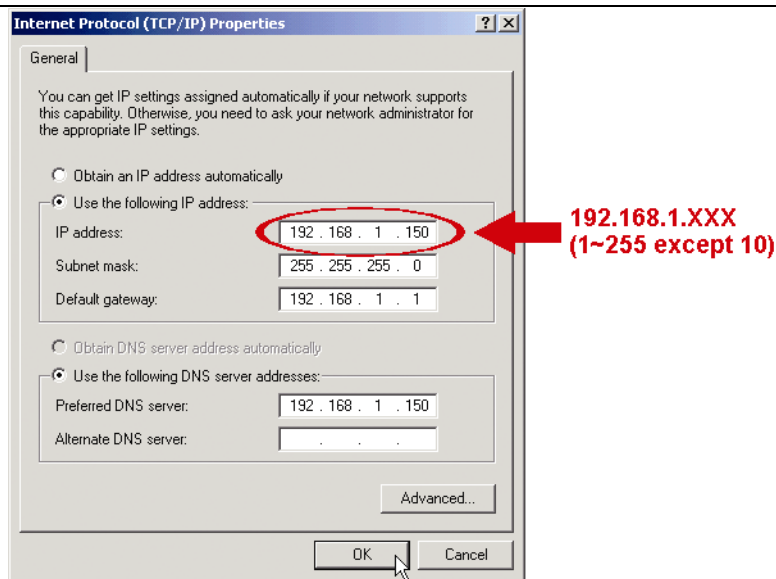 Internet Protocol (TCP/IP) Properties
General
You can get IP settings assigned automatically if your network supports
this capability. Otherwise, you need to ask your network administrator for
the appropriate IP settings.
Obtain an IP address automatically
Use the following IP address:
IP address: 192 . 168 . 1 . 150
Subnet mask: 255 . 255 . 255 . 0
Default gateway: 192 . 168 . 1 . 1
192.168.1.XXX
(1~255 except 10)
Obtain DNS server address automatically
Use the following DNS server addresses:
Preferred DNS server: 192 . 168 . 1 . 150
Alternate DNS server: . . .
Advanced...
OK Cancel